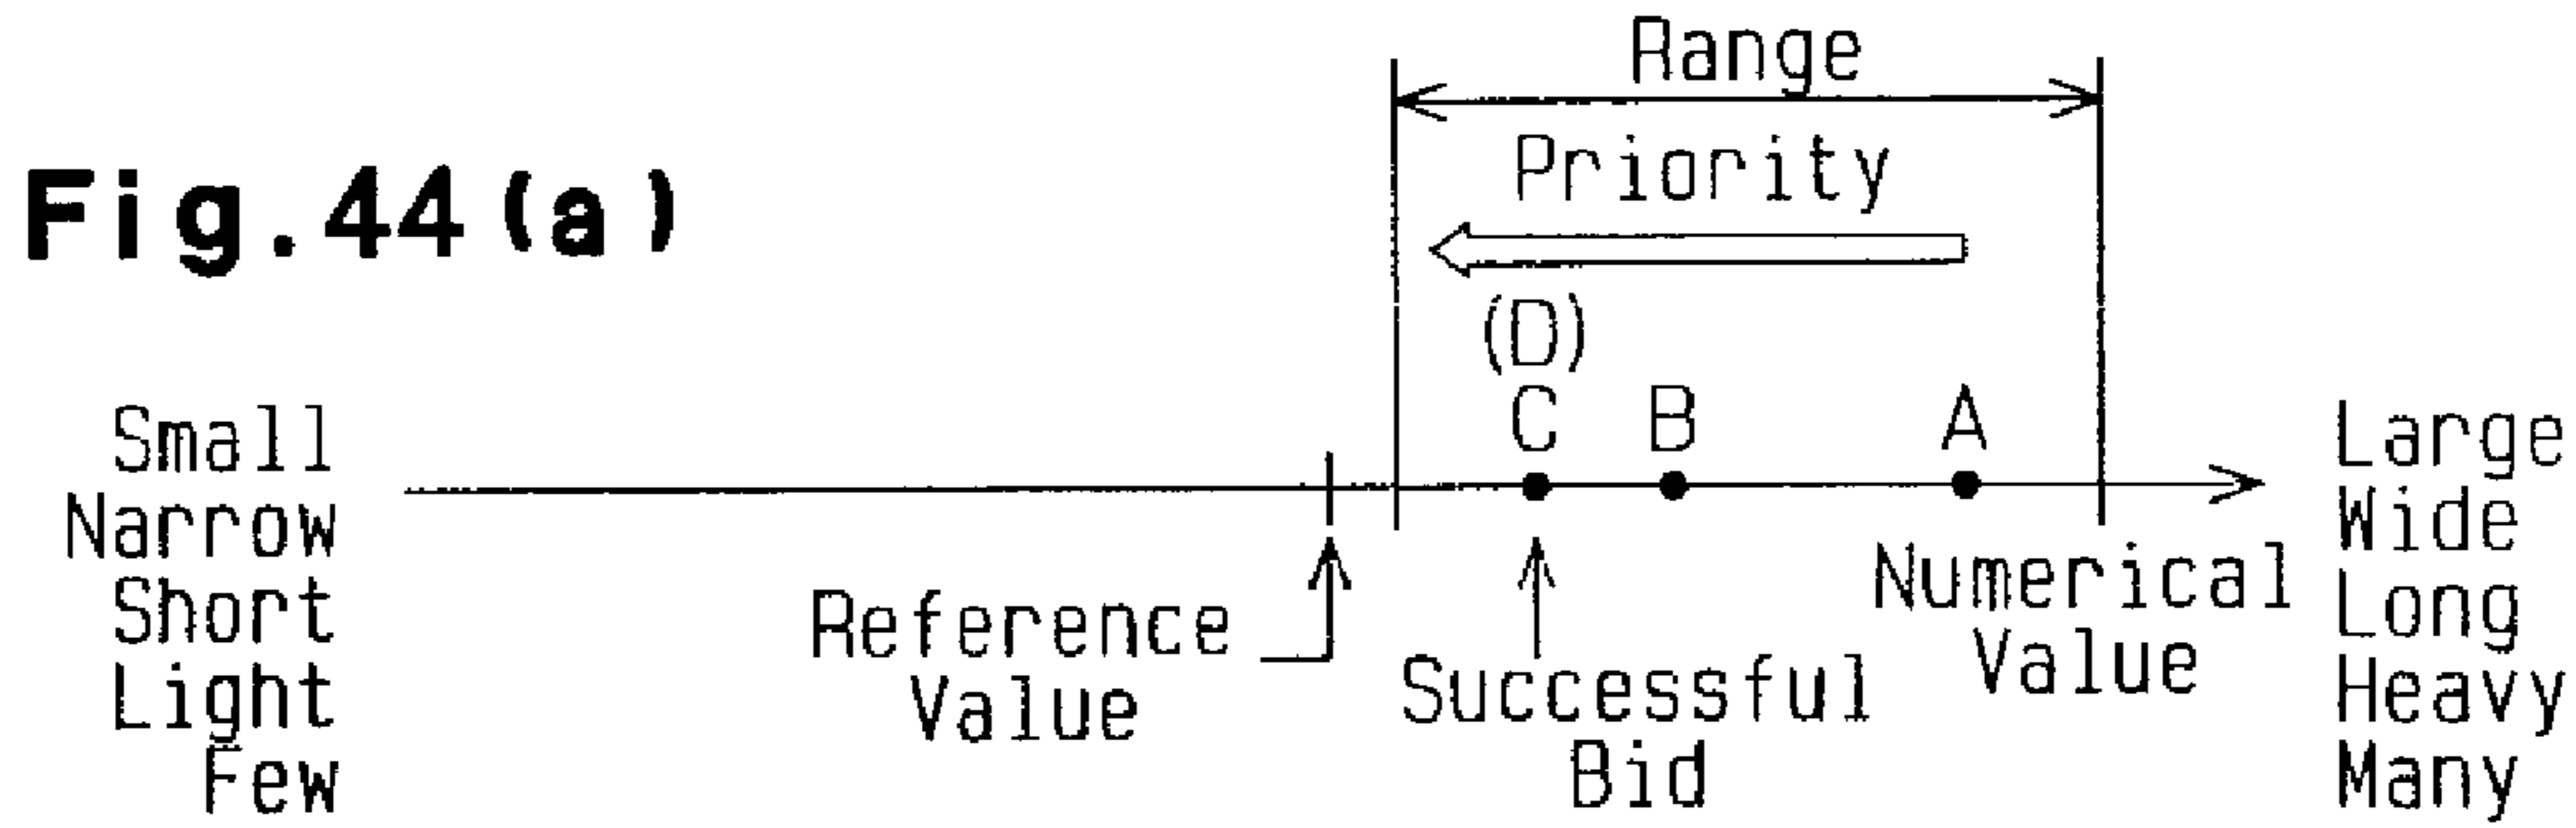 Fig.44(a)
Range
Priority
(D)
C B A
Small
Narrow
Short
Light
Few
Reference
Value
Successful
Bid
Numerical
Value
Large
Wide
Long
Heavy
Many